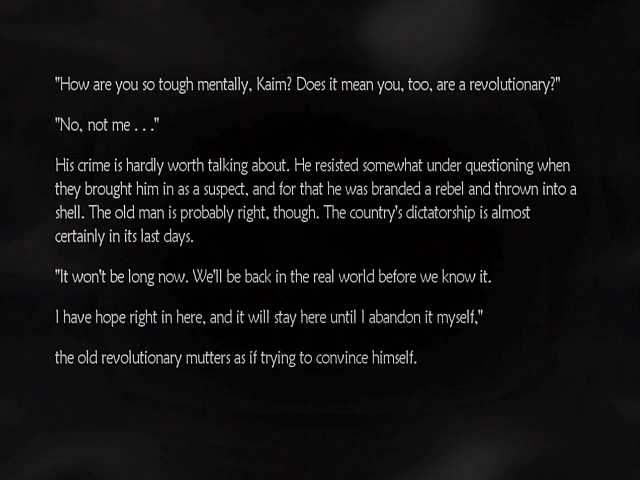 "How are you so tough mentally, Kaim? Does it mean you, too, are a revolutionary?"
"No, not me . . ."
His crime is hardly worth talking about. He resisted somewhat under questioning when
they brought him in as a suspect, and for that he was branded a rebel and thrown into a
shell. The old man is probably right, though. The country's dictatorship is almost
certainly in its last days.
"It won't be long now. We'll be back in the real world before we know it.
I have hope right in here, and it will stay here until I abandon it myself,"
the old revolutionary mutters as if trying to convince himself.